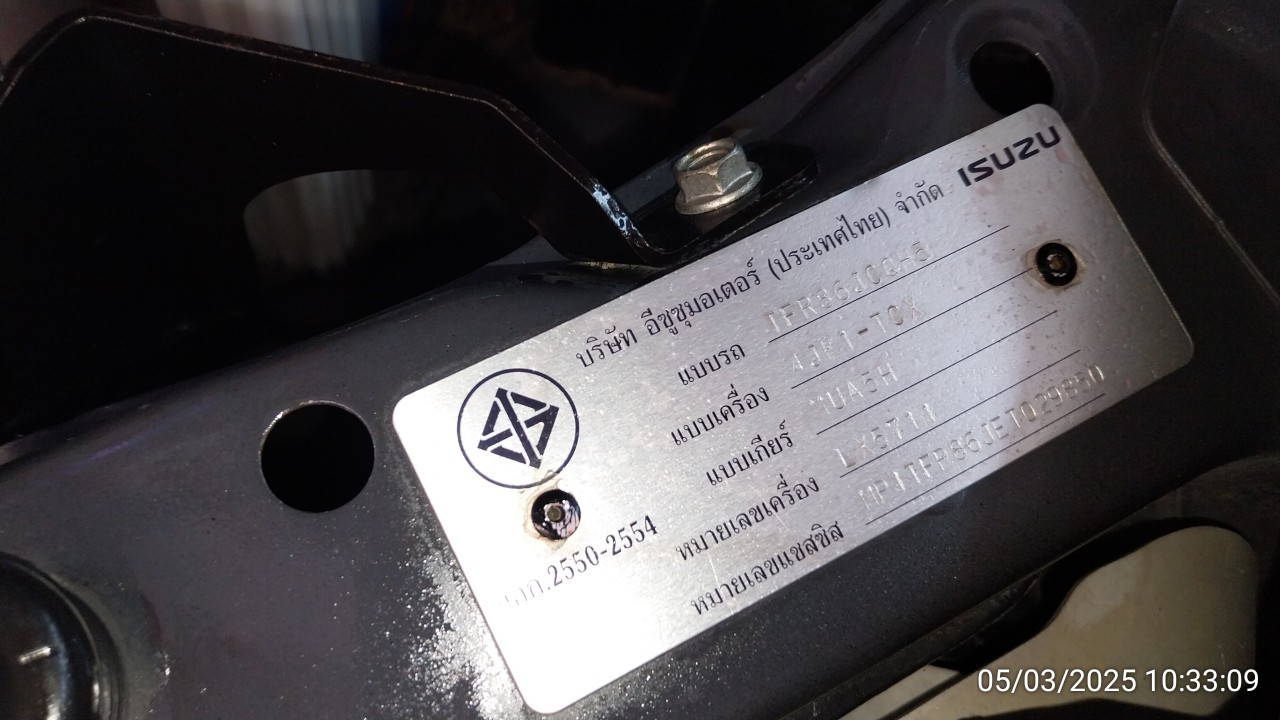 ISUZU
บริษัท อีซูซุมอเตอร์ (ประเทศไทย) จำกัด
แบบรถ
แบบเครื่อง 4JK1-TCX
แบบเกียร์ MUA5H
หมายเลขเครื่อง
หมายเลขแชสซิส MP1TFR86JET029850
มอก.2550-2554
05/03/2025 10:33:09